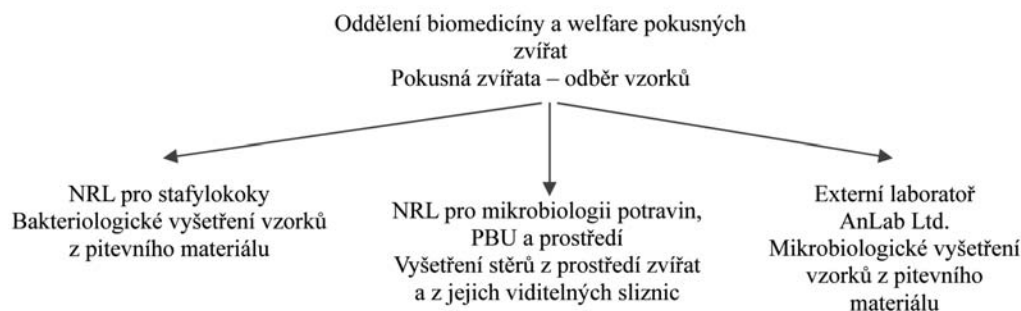 Oddělení biomedicíny a welfare pokusných
zvířat
Pokusná zvířata – odběr vzorků
NRL pro stafylokoky
Bakteriologické vyšetření vzorků
z pitevního materiálu
NRL pro mikrobiologii potravin,
PBU a prostředí
Vyšetření stěrů z prostředí zvířat
a z jejich viditelných sliznic
Externí laboratoř
AnLab Ltd.
Mikrobiologické vyšetření
vzorků z pitevního
materiálu